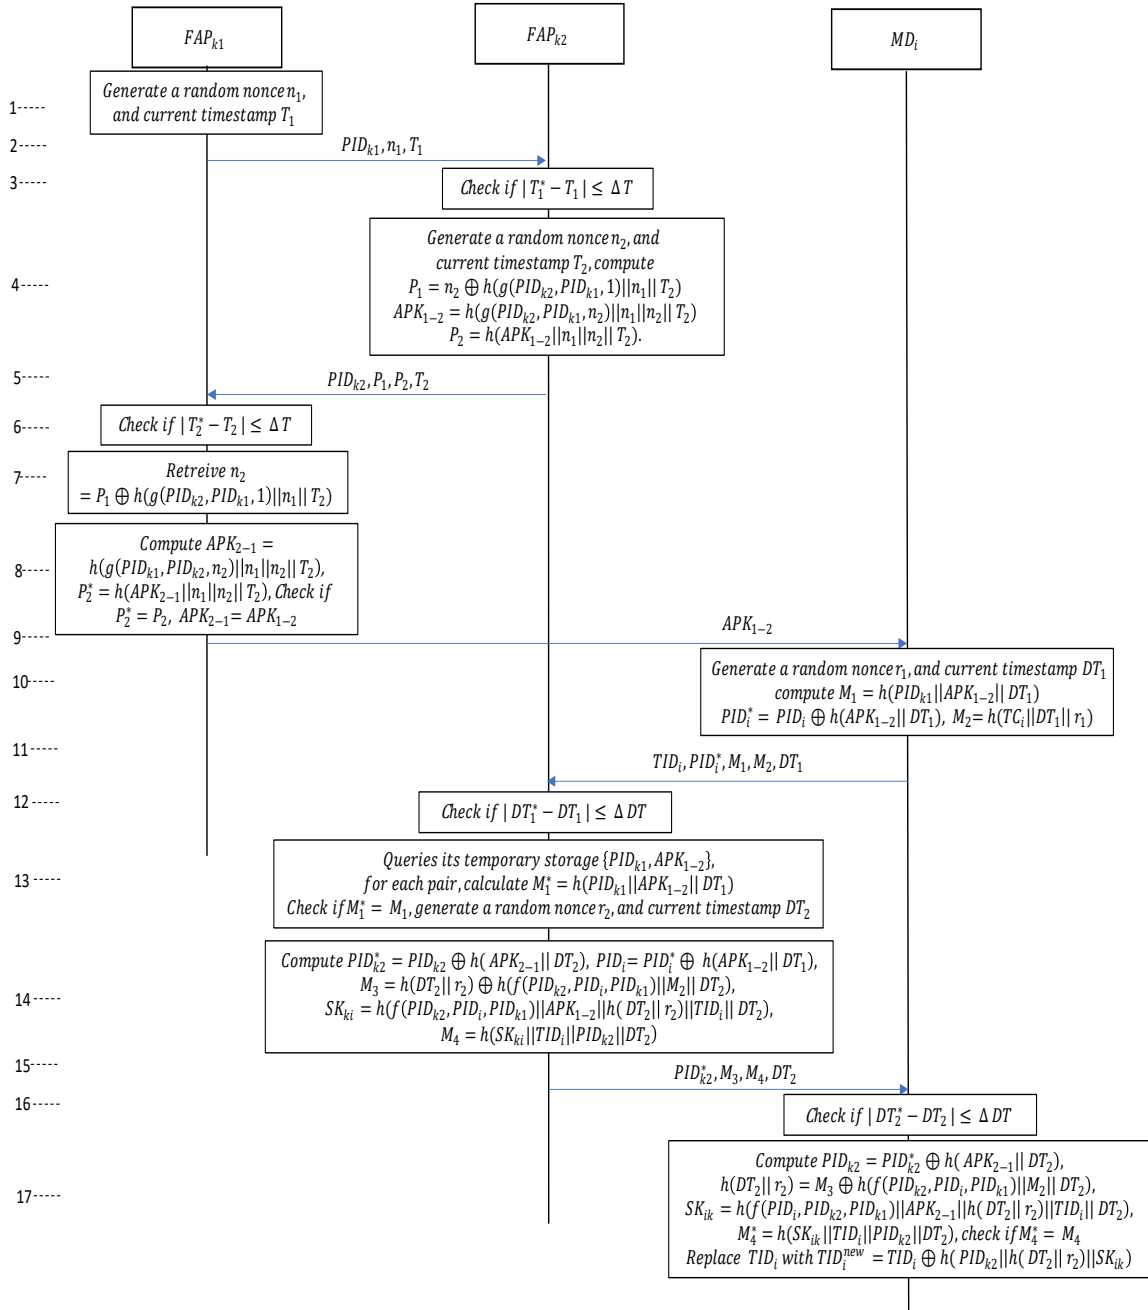 FAP_{k1}
FAP_{k2}
MD_i
1-----
Generate a random nonce n_1,
and current timestamp T_1
2-----
PID_{k1}, n_1, T_1
3-----
Check if | T_1^* − T_1 | ≤ ΔT
4-----
Generate a random nonce n_2, and
current timestamp T_2, compute
P_1 = n_2 ⊕ h(g(PID_{k2}, PID_{k1}, 1)||n_1|| T_2)
APK_{1−2} = h(g(PID_{k2}, PID_{k1}, n_2)||n_1||n_2|| T_2)
P_2 = h(APK_{1−2}||n_1||n_2|| T_2).
5-----
PID_{k2}, P_1, P_2, T_2
6-----
Check if | T_2^* − T_2 | ≤ ΔT
7-----
Retreive n_2
= P_1 ⊕ h(g(PID_{k2}, PID_{k1}, 1)||n_1|| T_2)
8-----
Compute APK_{2−1} =
h(g(PID_{k1}, PID_{k2}, n_2)||n_1||n_2|| T_2),
P_2^* = h(APK_{2−1}||n_1||n_2|| T_2), Check if
P_2^* = P_2, APK_{2−1} = APK_{1−2}
9-----
APK_{1−2}
10-----
Generate a random nonce r_1, and current timestamp DT_1
compute M_1 = h(PID_{k1}||APK_{1−2}|| DT_1)
PID_i^* = PID_i ⊕ h(APK_{1−2}|| DT_1), M_2 = h(TC_i||DT_1|| r_1)
11-----
TID_i, PID_i^*, M_1, M_2, DT_1
12-----
Check if | DT_1^* − DT_1 | ≤ Δ DT
13-----
Queries its temporary storage {PID_{k1}, APK_{1−2}},
for each pair, calculate M_1^* = h(PID_{k1}||APK_{1−2}|| DT_1)
Check if M_1^* = M_1, generate a random nonce r_2, and current timestamp DT_2
14-----
Compute PID_{k2}^* = PID_{k2} ⊕ h( APK_{2−1}|| DT_2), PID_i = PID_i^* ⊕ h(APK_{1−2}|| DT_1),
M_3 = h(DT_2|| r_2) ⊕ h(f(PID_{k2}, PID_i, PID_{k1})||M_2|| DT_2),
SK_{ki} = h(f(PID_{k2}, PID_i, PID_{k1})||APK_{1−2}||h( DT_2|| r_2)||TID_i|| DT_2),
M_4 = h(SK_{ki}||TID_i||PID_{k2}||DT_2)
15-----
PID_{k2}^*, M_3, M_4, DT_2
16-----
Check if | DT_2^* − DT_2 | ≤ Δ DT
17-----
Compute PID_{k2} = PID_{k2}^* ⊕ h( APK_{2−1}|| DT_2),
h(DT_2|| r_2) = M_3 ⊕ h(f(PID_{k2}, PID_i, PID_{k1})||M_2|| DT_2),
SK_{ik} = h(f(PID_i, PID_{k2}, PID_{k1})||APK_{2−1}||h( DT_2|| r_2)||TID_i|| DT_2),
M_4^* = h(SK_{ik}||TID_i||PID_{k2}||DT_2), check if M_4^* = M_4
Replace TID_i with TID_i^{new} = TID_i ⊕ h( PID_{k2}||h( DT_2|| r_2)||SK_{ik})